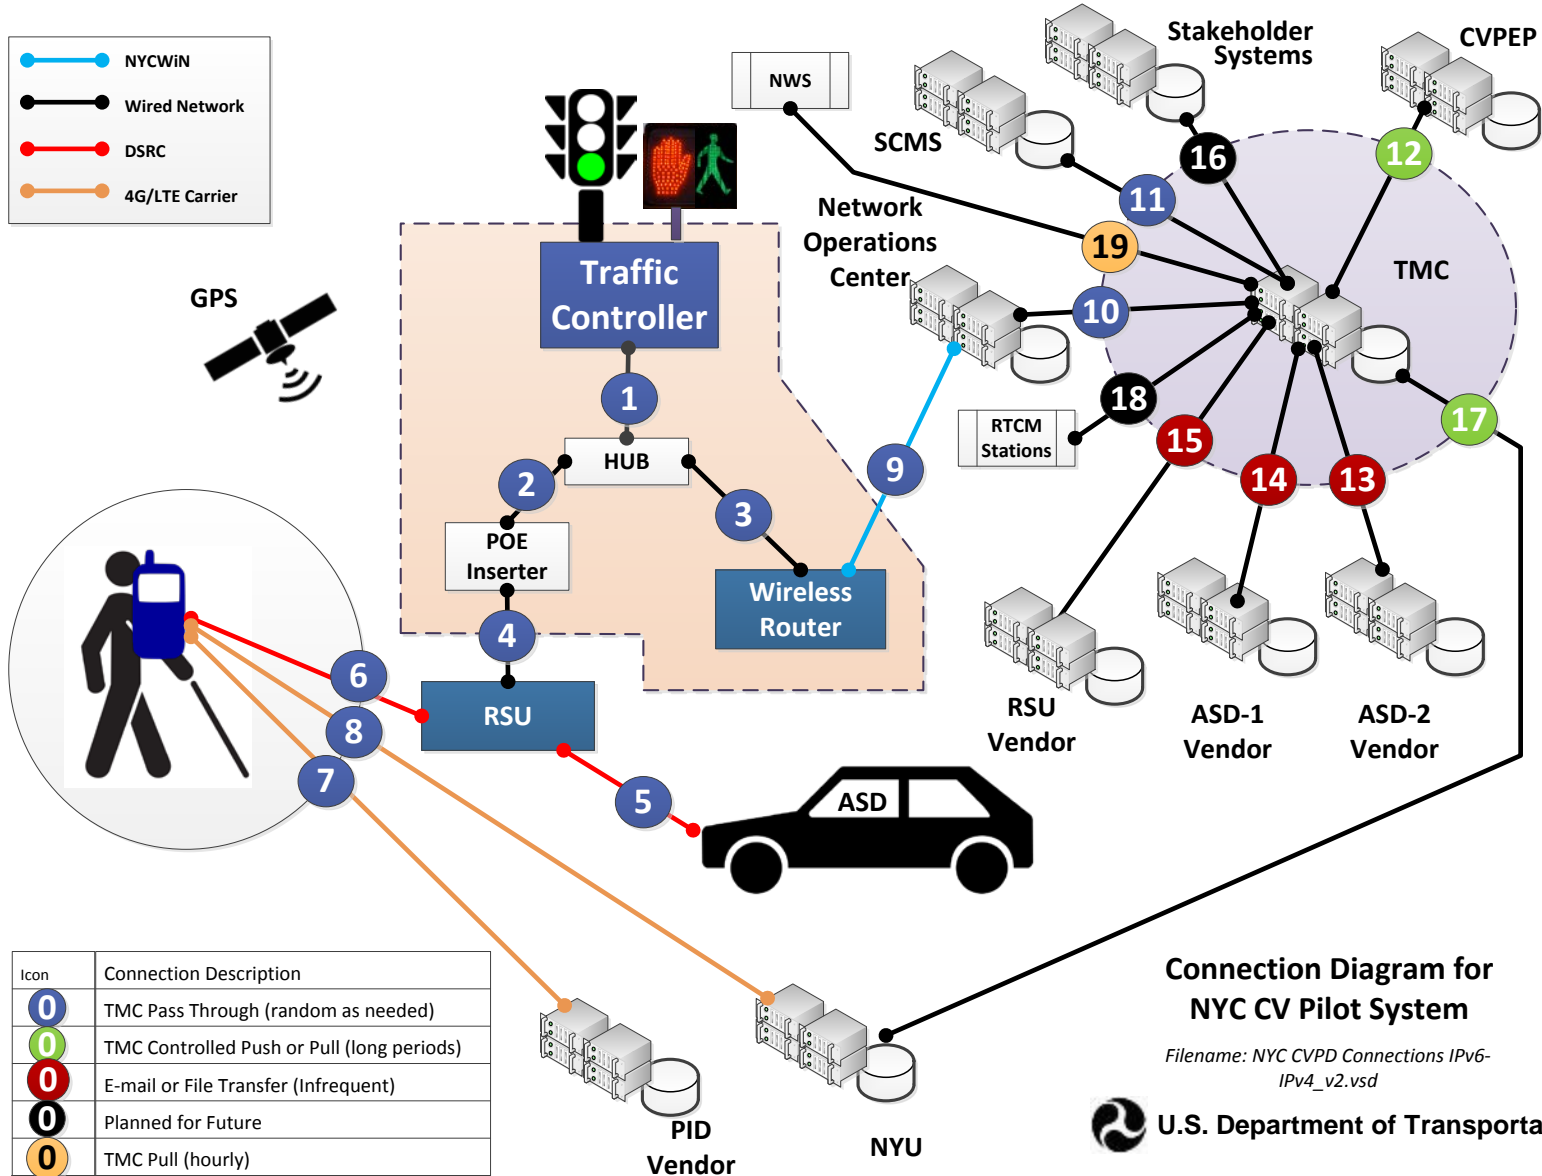 NYCWiN
Wired Network
DSRC
4G/LTE Carrier
NWS
Stakeholder
Systems
CVPEP
SCMS
16
12
11
Network
Operations
Center
19
TMC
10
GPS
Traffic
Controller
1
18
17
RTCM
Stations
15
HUB
9
2
14
13
3
POE
Inserter
Wireless
Router
4
6
RSU
8
7
RSU
Vendor
ASD-1
Vendor
ASD-2
Vendor
5
ASD
Icon
Connection Description
0
TMC Pass Through (random as needed)
0
TMC Controlled Push or Pull (long periods)
0
E-mail or File Transfer (Infrequent)
0
Planned for Future
0
TMC Pull (hourly)
PID
Vendor
NYU
Connection Diagram for
NYC CV Pilot System
Filename: NYC CVPD Connections IPv6-
IPv4_v2.vsd
U.S. Department of Transporta